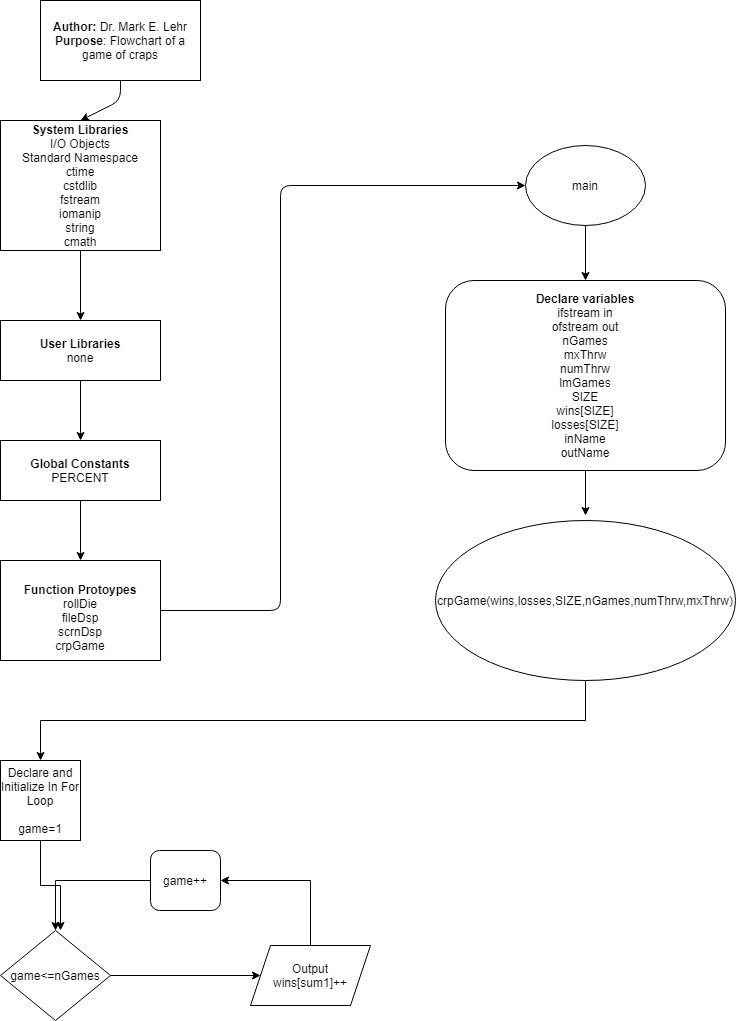 Author: Dr. Mark E. Lehr
Purpose: Flowchart of a
game of craps
System Libraries
I/O Objects
Standard Namespace
ctime
cstdlib
fstream
iomanip
string
cmath
User Libraries
none
Global Constants
PERCENT
Function Protoypes
rollDie
fileDsp
scrnDsp
crpGame
main
Declare variables
ifstream in
ofstream out
nGames
mxThrw
numThrw
lmGames
SIZE
wins[SIZE]
losses[SIZE]
inName
outName
crpGame(wins,losses,SIZE,nGames,numThrw,mxThrw)
Declare and
Initialize In For
Loop
game=1
game++
game<=nGames
Output
wins[sum1]++